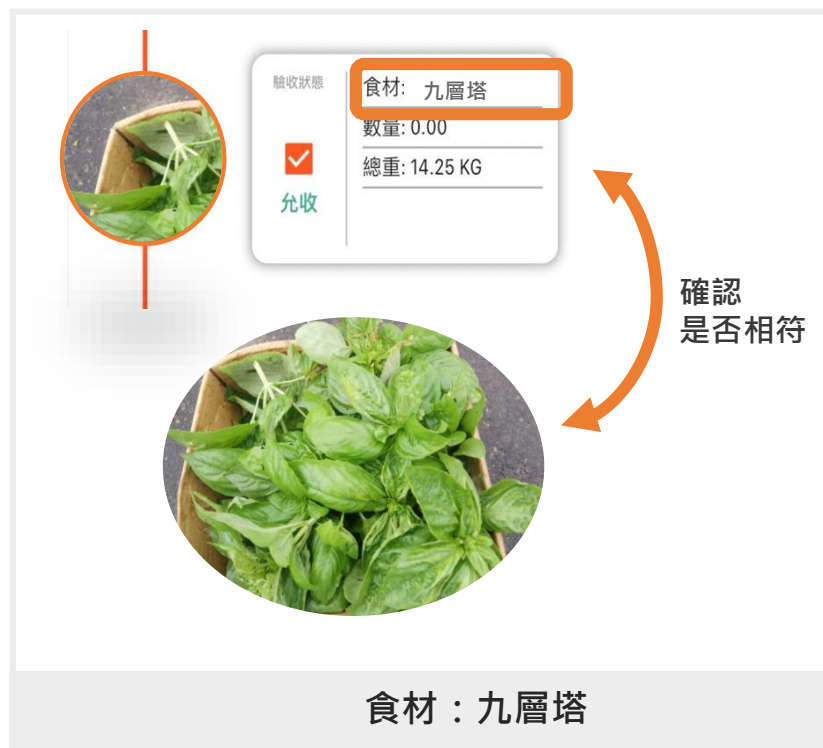 驗收狀態
食材: 九層塔
數量: 0.00
總重: 14.25 KG
允收
確認
是否相符
食材：九層塔